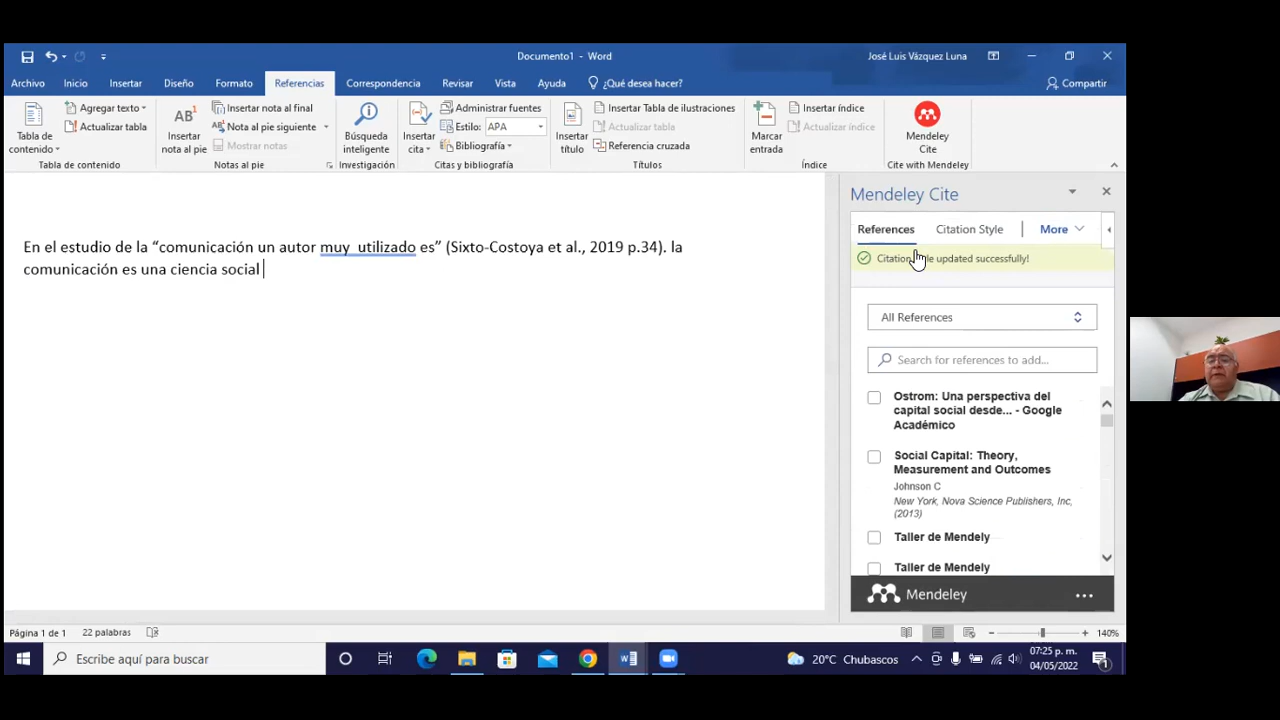 Documento1 - Word
José Luis Vázquez Luna
Archivo Inicio Insertar Diseño Formato Referencias Correspondencia Revisar Vista Ayuda ¿Qué desea hacer? Compartir
Tabla de contenido
Agregar texto
Actualizar tabla
Tabla de contenido
AB1
Insertar nota al pie
Insertar nota al final
Nota al pie siguiente
Mostrar notas
Notas al pie
Búsqueda inteligente
Investigación
Insertar cita
Administrar fuentes
Estilo: APA
Bibliografía
Citas y bibliografía
Insertar título
Insertar Tabla de ilustraciones
Actualizar tabla
Referencia cruzada
Títulos
Marcar entrada
Insertar índice
Actualizar índice
Índice
Mendeley Cite
Cite with Mendeley
En el estudio de la “comunicación un autor muy utilizado es” (Sixto-Costoya et al., 2019 p.34). la
comunicación es una ciencia social
Mendeley Cite
References Citation Style More
Citation updated successfully!
All References
Search for references to add...
Ostrom: Una perspectiva del
capital social desde... - Google
Académico
Social Capital: Theory,
Measurement and Outcomes
Johnson C
New York, Nova Science Publishers, Inc,
(2013)
Taller de Mendely
Taller de Mendely
Mendeley
Página 1 de 1 22 palabras 140%
Escribe aquí para buscar
20°C Chubascos
07:25 p. m.
04/05/2022
1